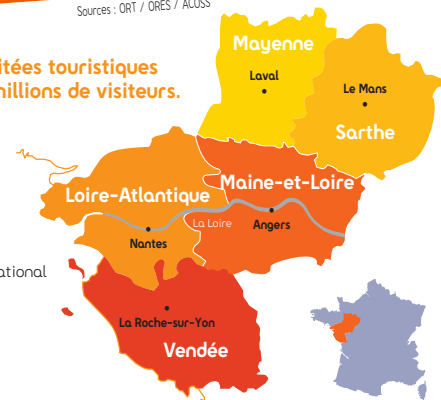 Sources : ORT / ORES / ACOSS
itées touristiques
millions de visiteurs.
Mayenne
Laval
Le Mans
Sarthe
Loire-Atlantique
Maine-et-Loire
La Loire
Angers
Nantes
ational
La Roche-sur-Yon
Vendée